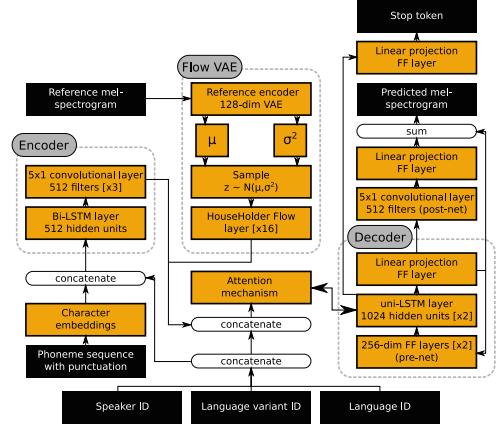 Stop token
Linear projection
FF layer
Flow VAE
Reference mel-
spectrogram
Reference encoder
128-dim VAE
Predicted mel-
spectrogram
μ
σ²
sum
Encoder
5x1 convolutional layer
512 filters [x3]
Sample
z ~ N(μ,σ²)
Linear projection
FF layer
5x1 convolutional layer
512 filters (post-net)
Bi-LSTM layer
512 hidden units
HouseHolder Flow
layer [x16]
Decoder
Linear projection
FF layer
concatenate
Attention
mechanism
uni-LSTM layer
1024 hidden units [x2]
Character
embeddings
concatenate
256-dim FF layers [x2]
(pre-net)
Phoneme sequence
with punctuation
concatenate
Speaker ID
Language variant ID
Language ID